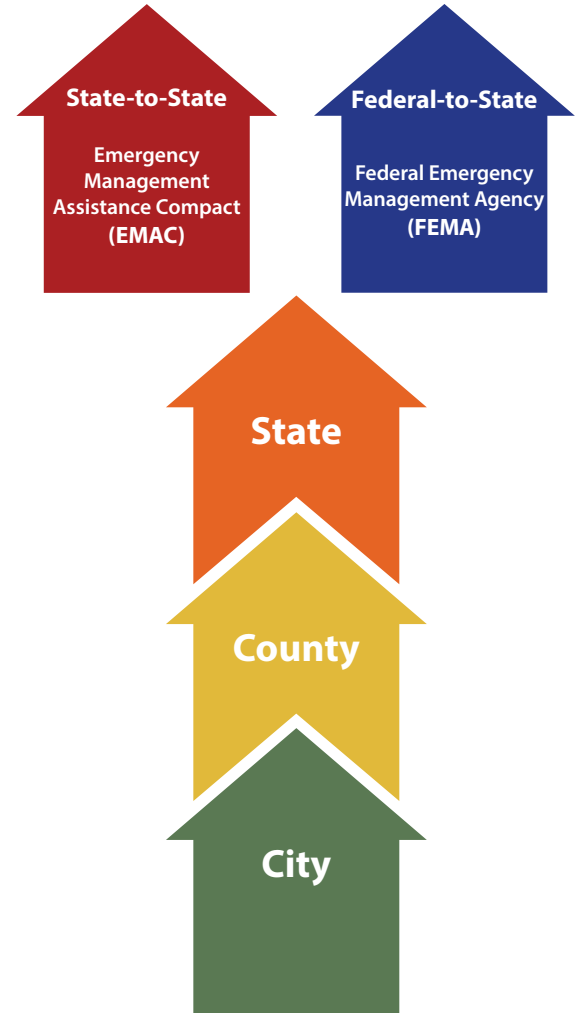 State-to-State
Emergency
Management
Assistance Compact
(EMAC)
Federal-to-State
Federal Emergency
Management Agency
(FEMA)
State
County
City